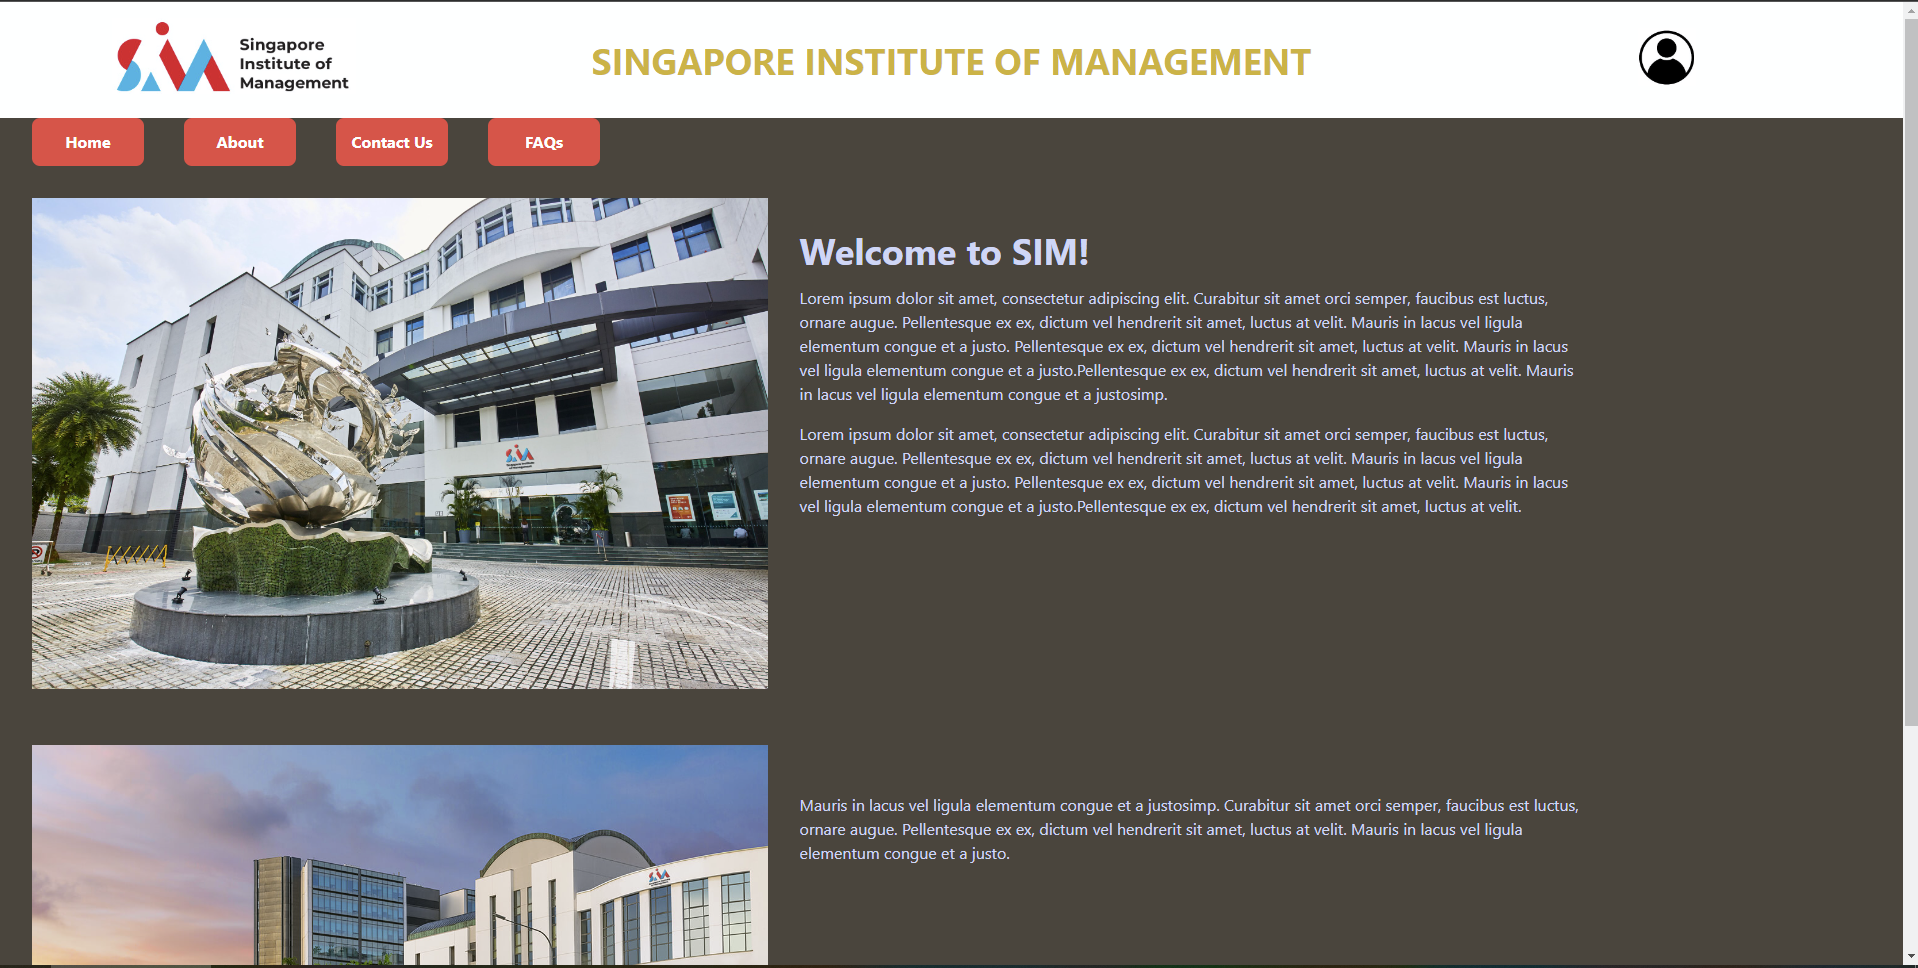 Singapore
Institute of
Management
SINGAPORE INSTITUTE OF MANAGEMENT
Home
About
Contact Us
FAQs
Welcome to SIM!
Lorem ipsum dolor sit amet, consectetur adipiscing elit. Curabitur sit amet orci semper, faucibus est luctus,
ornare augue. Pellentesque ex ex, dictum vel hendrerit sit amet, luctus at velit. Mauris in lacus vel ligula
elementum congue et a justo. Pellentesque ex ex, dictum vel hendrerit sit amet, luctus at velit. Mauris in lacus
vel ligula elementum congue et a justo.Pellentesque ex ex, dictum vel hendrerit sit amet, luctus at velit. Mauris
in lacus vel ligula elementum congue et a justosimp.
Lorem ipsum dolor sit amet, consectetur adipiscing elit. Curabitur sit amet orci semper, faucibus est luctus,
ornare augue. Pellentesque ex ex, dictum vel hendrerit sit amet, luctus at velit. Mauris in lacus vel ligula
elementum congue et a justo. Pellentesque ex ex, dictum vel hendrerit sit amet, luctus at velit. Mauris in lacus
vel ligula elementum congue et a justo.Pellentesque ex ex, dictum vel hendrerit sit amet, luctus at velit.
Mauris in lacus vel ligula elementum congue et a justosimp. Curabitur sit amet orci semper, faucibus est luctus,
ornare augue. Pellentesque ex ex, dictum vel hendrerit sit amet, luctus at velit. Mauris in lacus vel ligula
elementum congue et a justo.